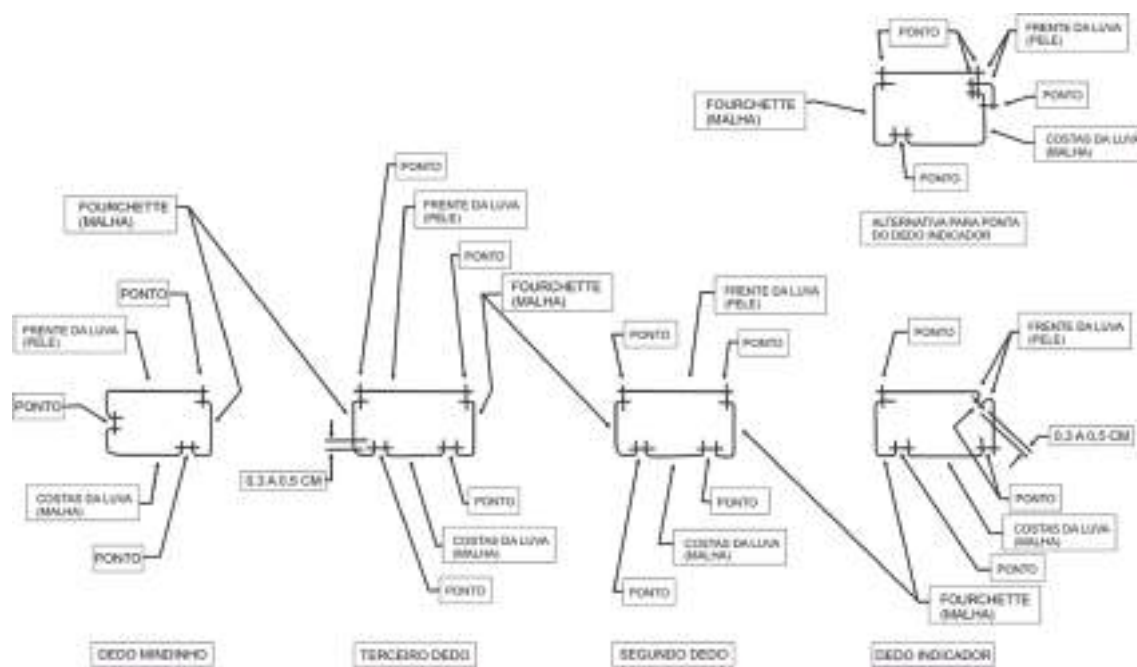 PONTO
FRENTE DA LUVA
(PELE)
FOURCHETTE
(MALHA)
PONTO
COSTAS DA LUVA
(MALHA)
PONTO
ALTERNATIVA PARA PONTA
DO DEDO INDICADOR
FOURCHETTE
(MALHA)
PONTO
FRENTE DA LUVA
(PELE)
PONTO
FOURCHETTE
(MALHA)
PONTO
FRENTE DA LUVA
(PELE)
PONTO
COSTAS DA LUVA
(MALHA)
PONTO
0.3 A 0.5 CM
PONTO
COSTAS DA LUVA
(MALHA)
PONTO
FRENTE DA LUVA
(PELE)
PONTO
PONTO
PONTO
COSTAS DA LUVA
(MALHA)
PONTO
PONTO
FRENTE DA LUVA
(PELE)
0.3 A 0.5 CM
PONTO
COSTAS DA LUVA
(MALHA)
PONTO
FOURCHETTE
(MALHA)
DEDO MINDINHO
TERCEIRO DEDO
SEGUNDO DEDO
DEDO INDICADOR